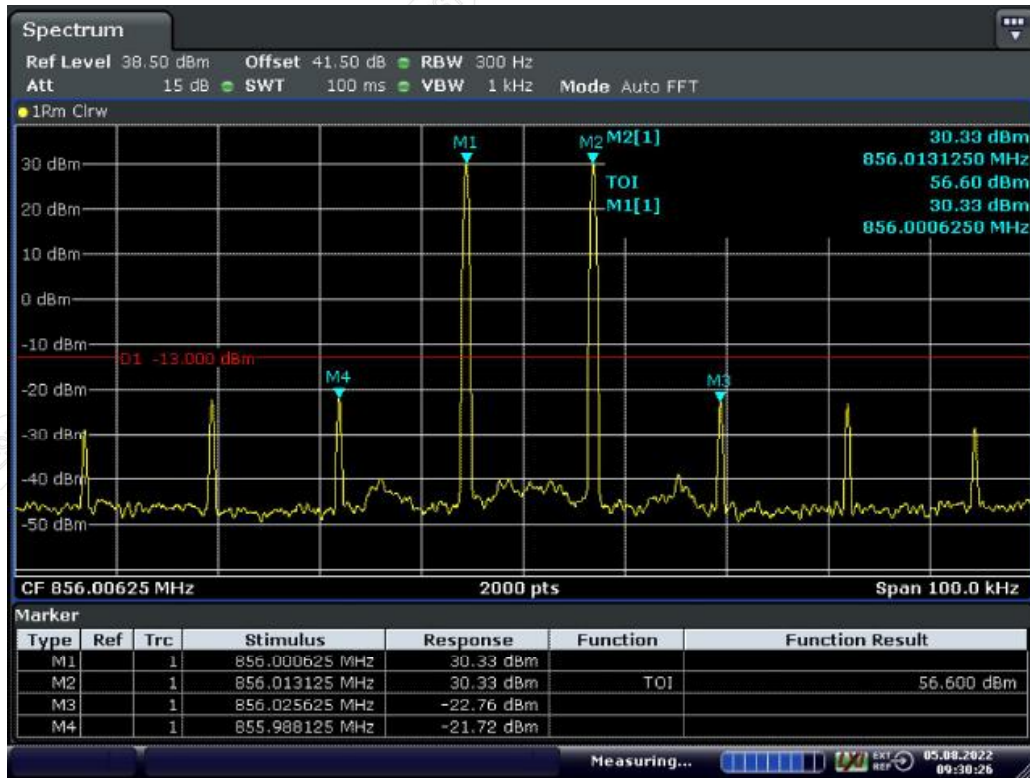 Spectrum
Ref Level 38.50 dBm Offset 41.50 dB RBW 300 Hz
Att 15 dB SWT 100 ms VBW 1 kHz Mode Auto FFT
1Rm Clrw
M1 M2 M2[1] 30.33 dBm
856.0131250 MHz
30 dBm
TOI 56.60 dBm
20 dBm M1[1] 30.33 dBm
856.0006250 MHz
10 dBm
0 dBm
-10 dBm
D1 -13.000 dBm
M4 M3
-20 dBm
-30 dBm
-40 dBm
-50 dBm
CF 856.00625 MHz 2000 pts Span 100.0 kHz
Marker
Type Ref Trc Stimulus Response Function Function Result
M1 1 856.000625 MHz 30.33 dBm
M2 1 856.013125 MHz 30.33 dBm TOI 56.600 dBm
M3 1 856.025625 MHz -22.76 dBm
M4 1 855.988125 MHz -21.72 dBm
Measuring... LXI EXT REF 05.08.2022
09:30:26